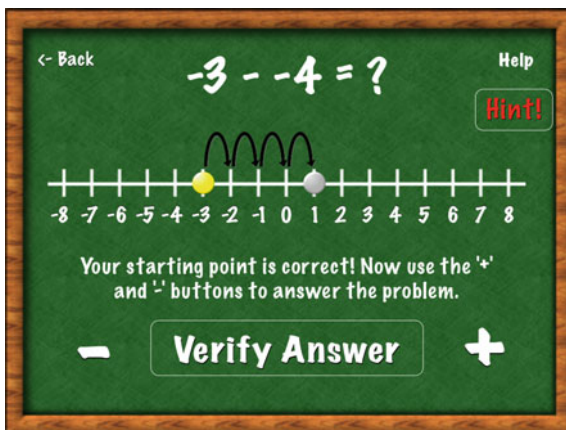 <- Back
-3 - -4 = ?
Help
Hint!
-8 -7 -6 -5 -4 -3 -2 -1 0 1 2 3 4 5 6 7 8
Your starting point is correct! Now use the '+'
and '-' buttons to answer the problem.
- Verify Answer +